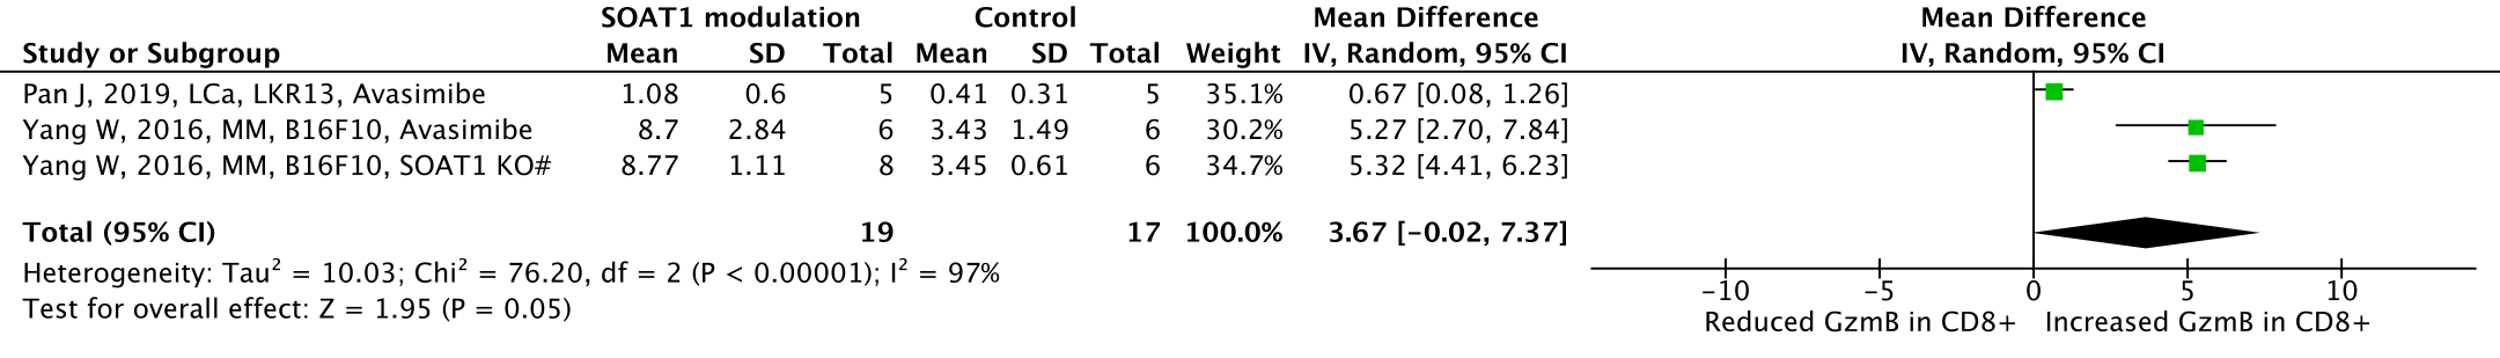 SOAT1 modulation Control Mean Difference Mean Difference
Study or Subgroup Mean SD Total Mean SD Total Weight IV, Random, 95% CI IV, Random, 95% CI
Pan J, 2019, LCa, LKR13, Avasimibe 1.08 0.6 5 0.41 0.31 5 35.1% 0.67 [0.08, 1.26]
Yang W, 2016, MM, B16F10, Avasimibe 8.7 2.84 6 3.43 1.49 6 30.2% 5.27 [2.70, 7.84]
Yang W, 2016, MM, B16F10, SOAT1 KO# 8.77 1.11 8 3.45 0.61 6 34.7% 5.32 [4.41, 6.23]
Total (95% CI) 19 17 100.0% 3.67 [−0.02, 7.37]
Heterogeneity: Tau² = 10.03; Chi² = 76.20, df = 2 (P < 0.00001); I² = 97%
Test for overall effect: Z = 1.95 (P = 0.05)
−10 −5 0 5 10
Reduced GzmB in CD8+ Increased GzmB in CD8+